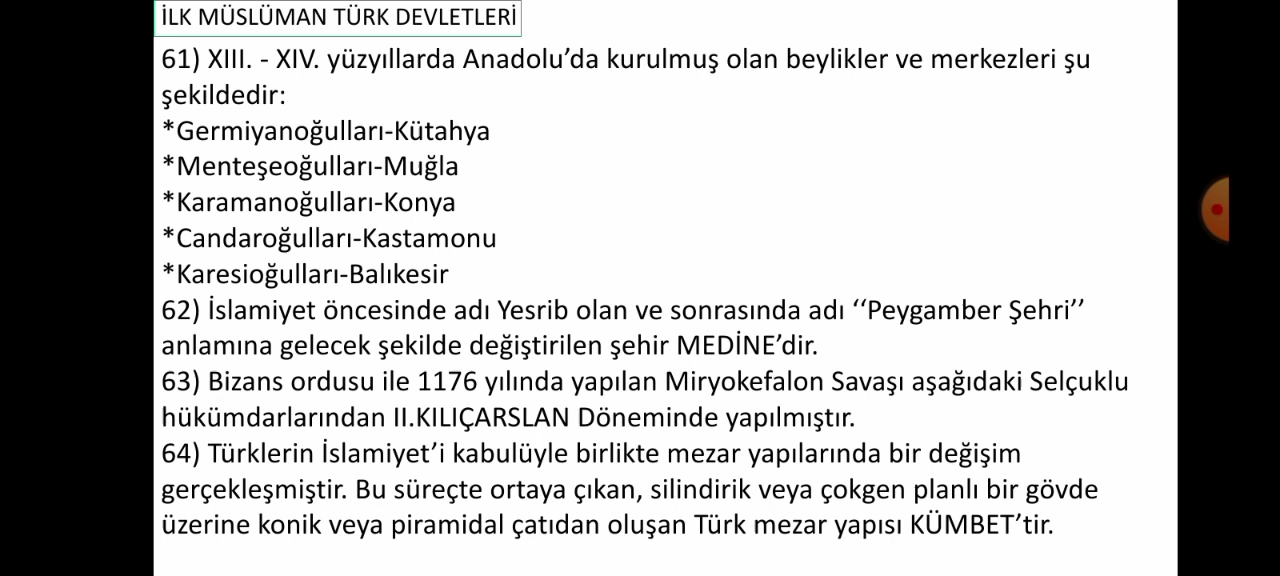 İLK MÜSLÜMAN TÜRK DEVLETLERİ
61) XIII. - XIV. yüzyıllarda Anadolu’da kurulmuş olan beylikler ve merkezleri şu
şekildedir:
*Germiyanoğulları-Kütahya
*Menteşeoğulları-Muğla
*Karamanoğulları-Konya
*Candaroğulları-Kastamonu
*Karesioğulları-Balıkesir
62) İslamiyet öncesinde adı Yesrib olan ve sonrasında adı ‘‘Peygamber Şehri’’
anlamına gelecek şekilde değiştirilen şehir MEDİNE’dir.
63) Bizans ordusu ile 1176 yılında yapılan Miryokefalon Savaşı aşağıdaki Selçuklu
hükümdarlarından II.KILIÇARSLAN Döneminde yapılmıştır.
64) Türklerin İslamiyet’i kabulüyle birlikte mezar yapılarında bir değişim
gerçekleşmiştir. Bu süreçte ortaya çıkan, silindirik veya çokgen planlı bir gövde
üzerine konik veya piramidal çatıdan oluşan Türk mezar yapısı KÜMBET’tir.